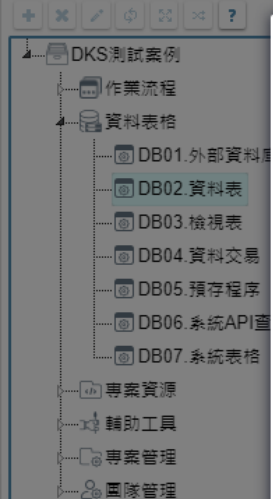 ?
DKS測試案例
作業流程
資料表格
DB01.外部資料庫
DB02.資料表
DB03.檢視表
DB04.資料交易
DB05.預存程序
DB06.系統API查
DB07.系統表格
專案資源
輔助工具
專案管理
團隊管理